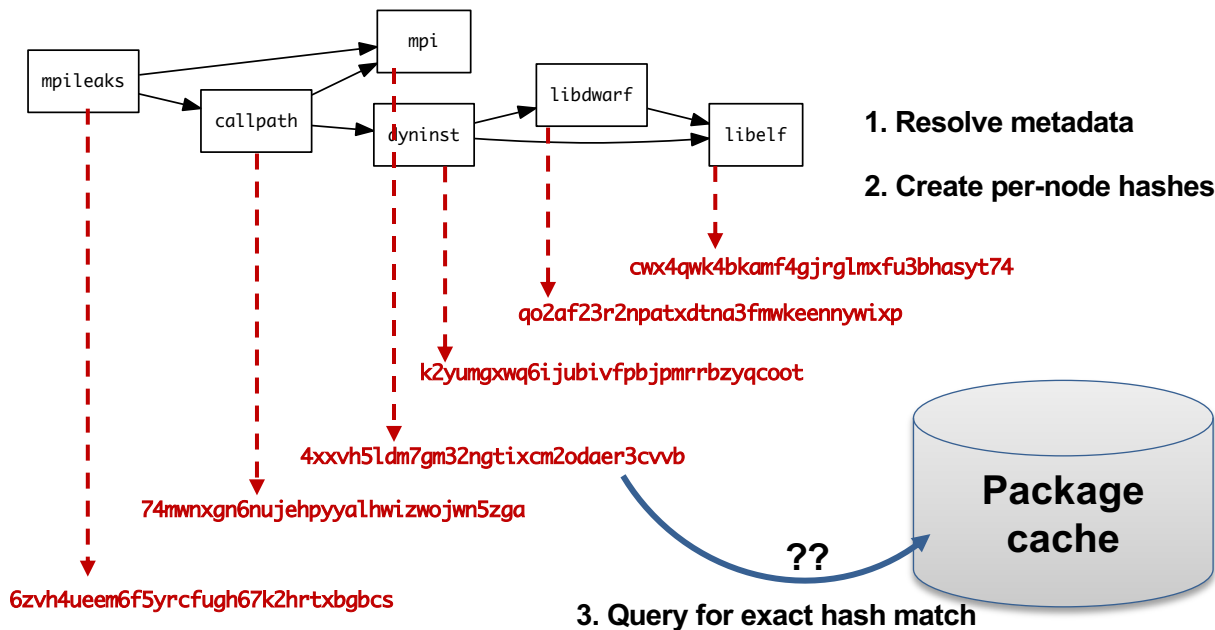 mpileaks
mpi
callpath
dyninst
libdwarf
libelf
1. Resolve metadata
2. Create per-node hashes
cwx4qwk4bkamf4gjrglmxfu3bhasyt74
qo2af23r2npatxdtna3fmwkeennywixp
k2yumgxwq6ijubivfpbjpmrrbzyqcoot
4xxvh5ldm7gm32ngtixcm2odaer3cvvb
74mwnxgn6nujehpyyalhwizwojwn5zga
6zvh4ueem6f5yrcfugh67k2hrtxbgbcs
Package
cache
??
3. Query for exact hash match